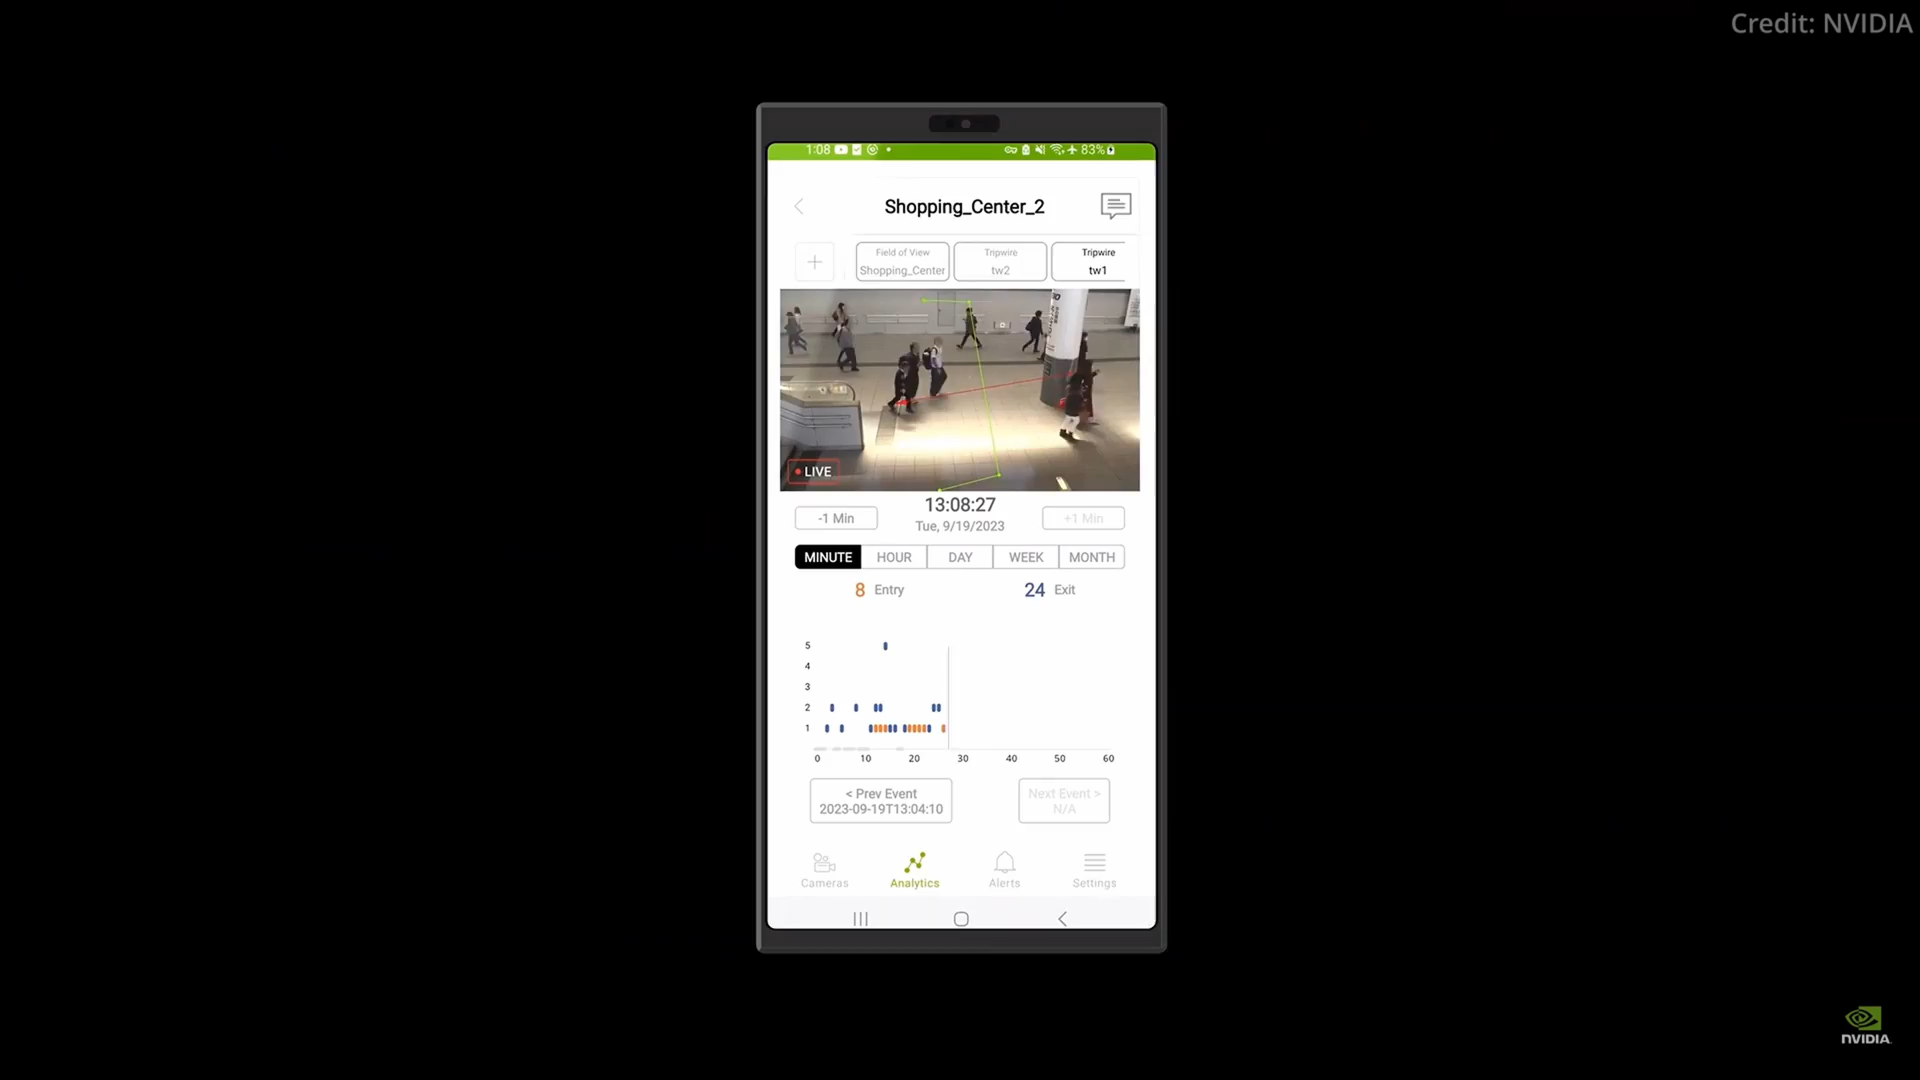 Credit: NVIDIA
1:08
83%
Shopping_Center_2
Field of View
Shopping_Center
Tripwire
tw2
Tripwire
tw1
LIVE
13:08:27
-1 Min
+1 Min
Tue, 9/19/2023
MINUTE HOUR DAY WEEK MONTH
8 Entry
24 Exit
5
4
3
2
1
0 10 20 30 40 50 60
< Prev Event
2023-09-19T13:04:10
Next Event >
N/A
Cameras Analytics Alerts Settings
NVIDIA